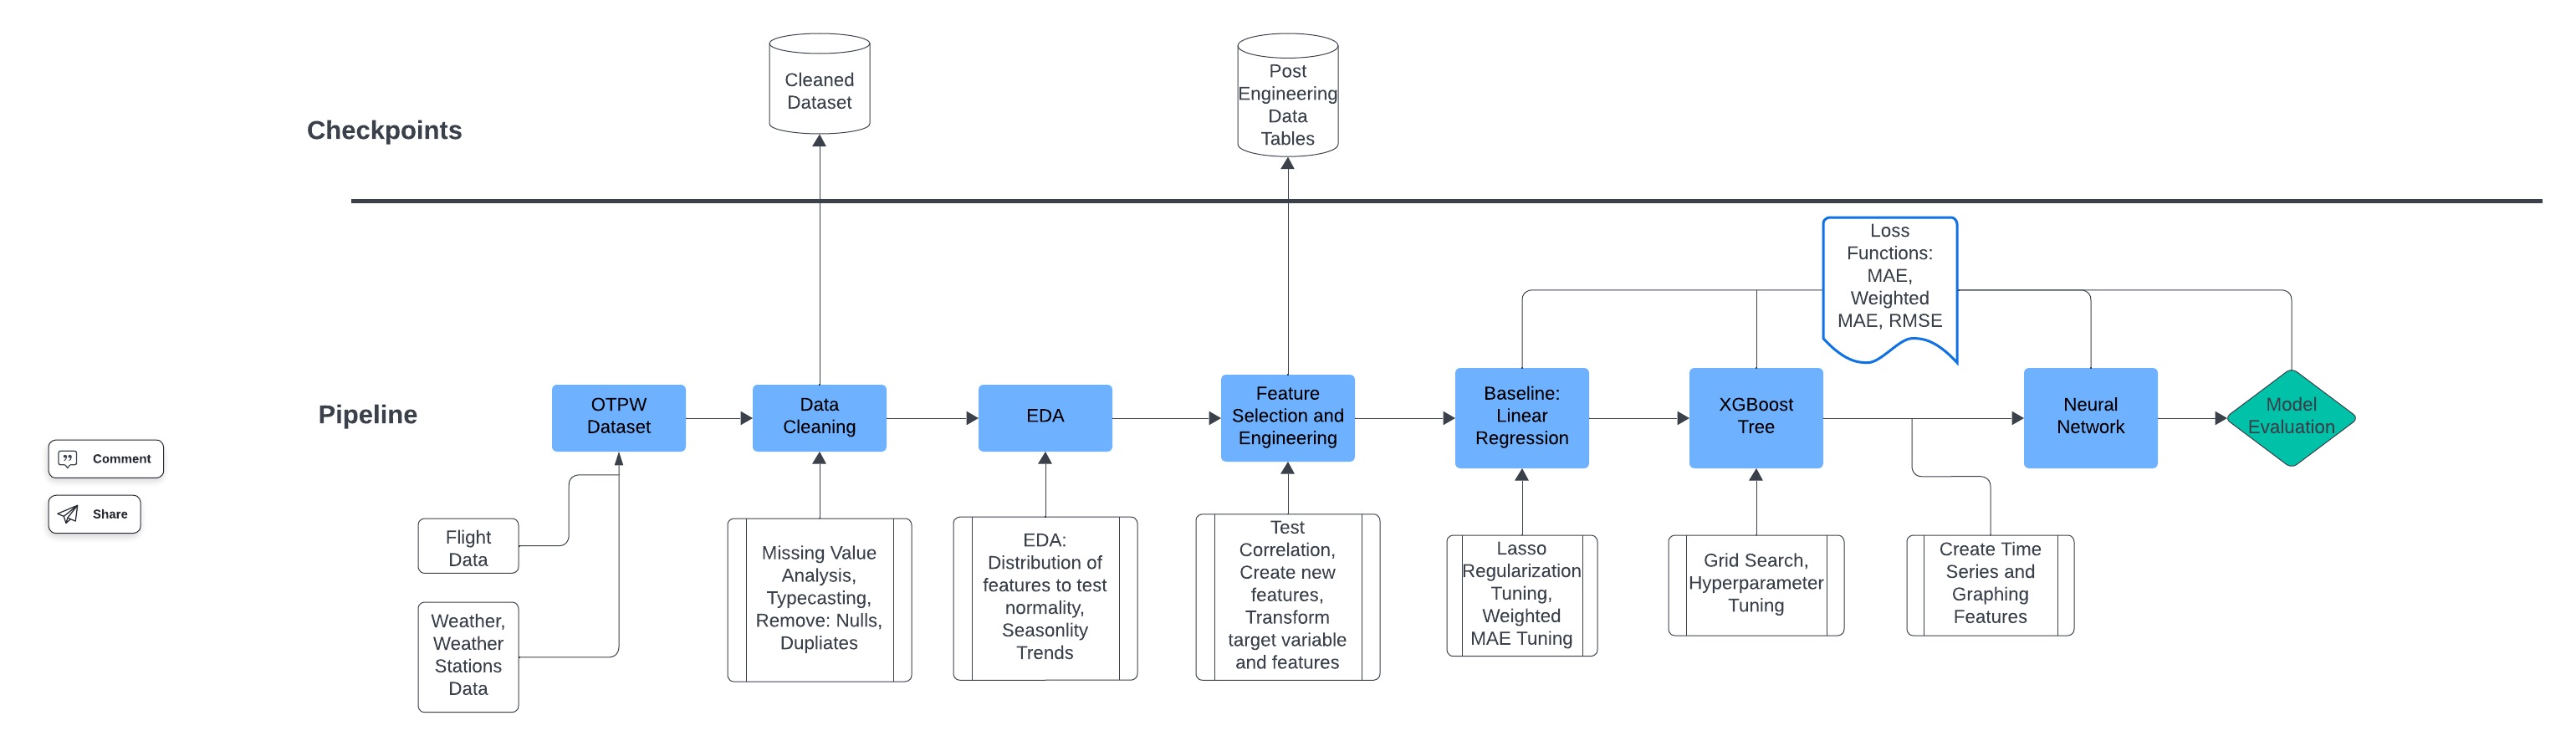 Cleaned
Dataset
Post
Engineering
Data
Tables
Checkpoints
Loss
Functions:
MAE,
Weighted
MAE, RMSE
Pipeline
OTPW
Dataset
Data
Cleaning
EDA
Feature
Selection and
Engineering
Baseline:
Linear
Regression
XGBoost
Tree
Neural
Network
Model
Evaluation
Comment
Share
Flight
Data
Weather,
Weather
Stations
Data
Missing Value
Analysis,
Typecasting,
Remove: Nulls,
Dupliates
EDA:
Distribution of
features to test
normality,
Seasonlity
Trends
Test
Correlation,
Create new
features,
Transform
target variable
and features
Lasso
Regularization
Tuning,
Weighted
MAE Tuning
Grid Search,
Hyperparameter
Tuning
Create Time
Series and
Graphing
Features